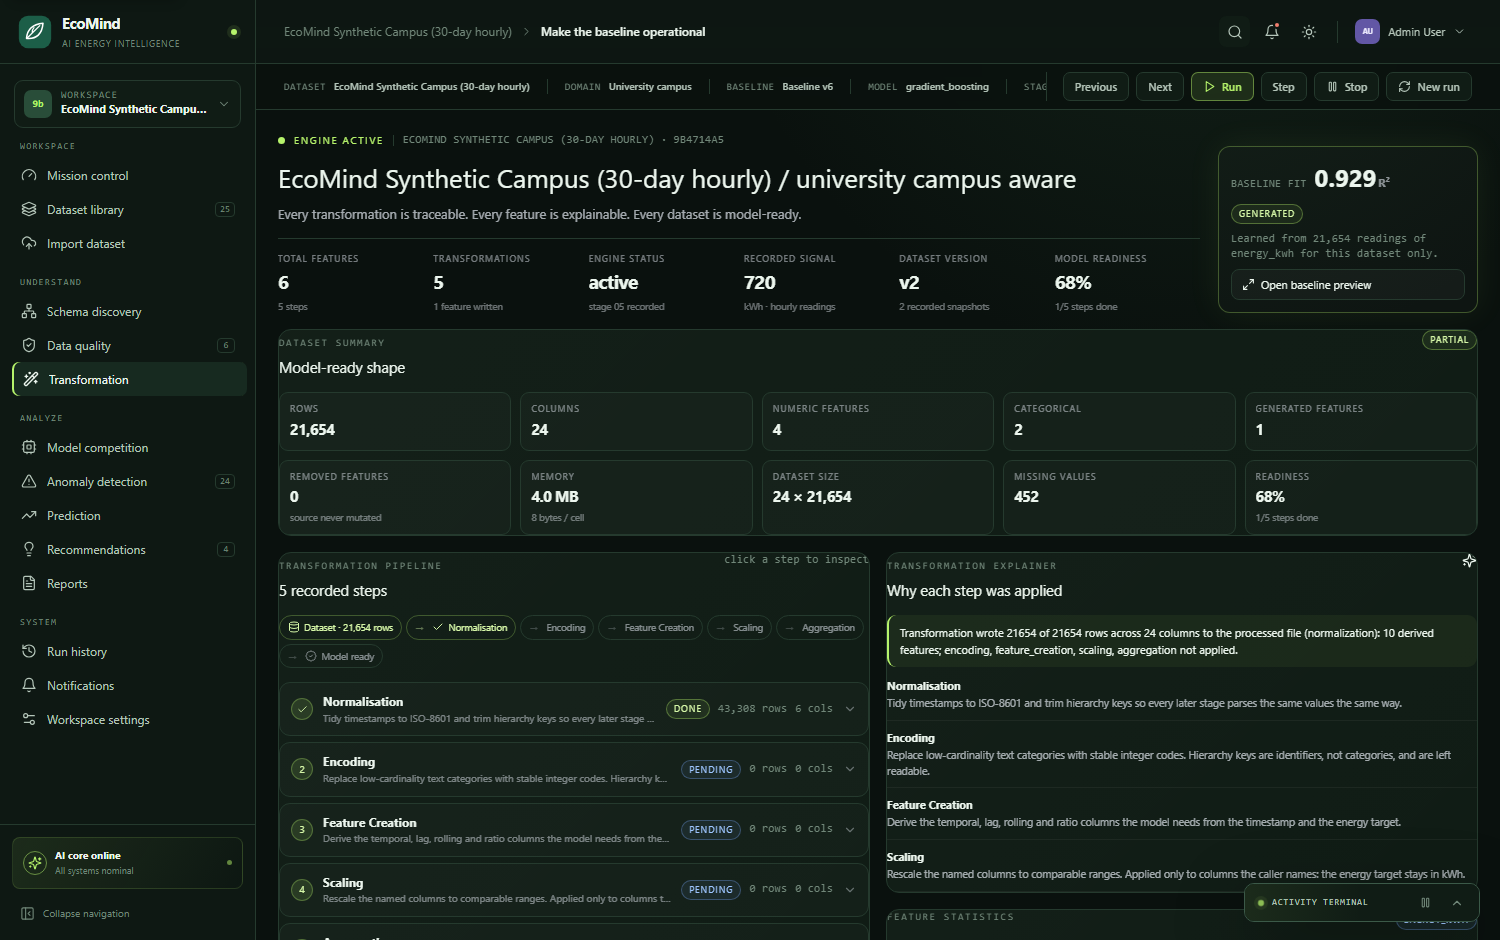 EcoMind
AI ENERGY INTELLIGENCE
EcoMind Synthetic Campus (30-day hourly) > Make the baseline operational
AU Admin User
9b
WORKSPACE
EcoMind Synthetic Campu...
DATASET EcoMind Synthetic Campus (30-day hourly)
DOMAIN University campus
BASELINE Baseline v6
MODEL gradient_boosting
STAG
Previous
Next
Run
Step
Stop
New run
WORKSPACE
Mission control
Dataset library 25
Import dataset
UNDERSTAND
Schema discovery
Data quality 6
Transformation
ANALYZE
Model competition
Anomaly detection 24
Prediction
Recommendations 4
Reports
SYSTEM
Run history
Notifications
Workspace settings
AI core online
All systems nominal
Collapse navigation
ENGINE ACTIVE ECOMIND SYNTHETIC CAMPUS (30-DAY HOURLY) · 9B4714A5
EcoMind Synthetic Campus (30-day hourly) / university campus aware
Every transformation is traceable. Every feature is explainable. Every dataset is model-ready.
BASELINE FIT 0.929 R²
GENERATED
Learned from 21,654 readings of
energy_kwh for this dataset only.
Open baseline preview
TOTAL FEATURES
6
5 steps
TRANSFORMATIONS
5
1 feature written
ENGINE STATUS
active
stage 05 recorded
RECORDED SIGNAL
720
kWh · hourly readings
DATASET VERSION
v2
2 recorded snapshots
MODEL READINESS
68%
1/5 steps done
DATASET SUMMARY
PARTIAL
Model-ready shape
ROWS
21,654
COLUMNS
24
NUMERIC FEATURES
4
CATEGORICAL
2
GENERATED FEATURES
1
REMOVED FEATURES
0
source never mutated
MEMORY
4.0 MB
8 bytes / cell
DATASET SIZE
24 × 21,654
MISSING VALUES
452
READINESS
68%
1/5 steps done
TRANSFORMATION PIPELINE
click a step to inspect
5 recorded steps
Dataset · 21,654 rows
→ Normalisation
→ Encoding
→ Feature Creation
→ Scaling
→ Aggregation
→ Model ready
Normalisation
Tidy timestamps to ISO-8601 and trim hierarchy keys so every later stage ...
DONE 43,308 rows 6 cols
2 Encoding
Replace low-cardinality text categories with stable integer codes. Hierarchy k...
PENDING 0 rows 0 cols
3 Feature Creation
Derive the temporal, lag, rolling and ratio columns the model needs from the...
PENDING 0 rows 0 cols
4 Scaling
Rescale the named columns to comparable ranges. Applied only to columns t...
PENDING 0 rows 0 cols
TRANSFORMATION EXPLAINER
Why each step was applied
Transformation wrote 21654 of 21654 rows across 24 columns to the processed file (normalization): 10 derived
features; encoding, feature_creation, scaling, aggregation not applied.
Normalisation
Tidy timestamps to ISO-8601 and trim hierarchy keys so every later stage parses the same values the same way.
Encoding
Replace low-cardinality text categories with stable integer codes. Hierarchy keys are identifiers, not categories, and are left
readable.
Feature Creation
Derive the temporal, lag, rolling and ratio columns the model needs from the timestamp and the energy target.
Scaling
Rescale the named columns to comparable ranges. Applied only to columns the caller names: the energy target stays in kWh.
ACTIVITY TERMINAL
FEATURE STATISTICS